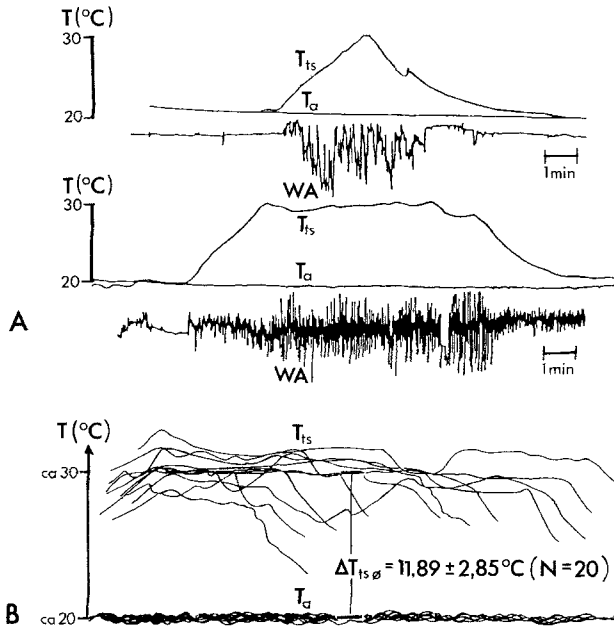 T(°C)
30
T_ts
T_a
20
WA
1min
T(°C)
30
T_ts
20
T_a
A
WA
1min
T(°C)
T_ts
ca 30
ΔT_ts ø = 11,89 ± 2,85°C (N = 20)
T_a
B
ca 20